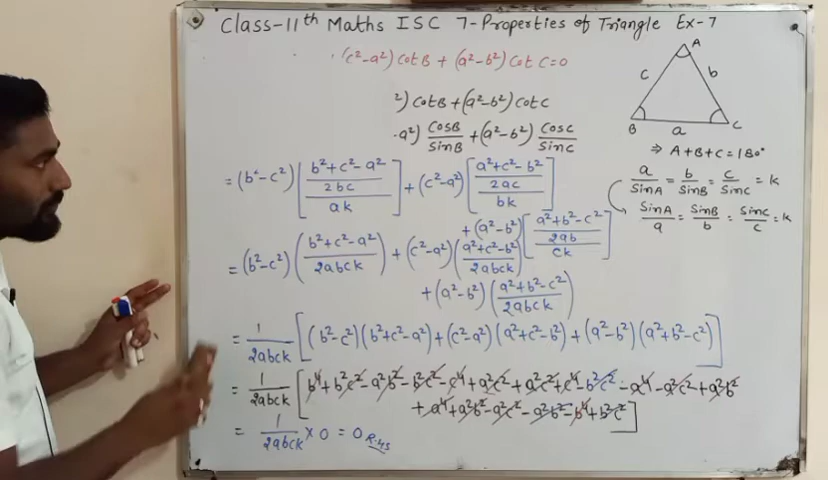 Class-11th Maths ISC 7-Properties of Triangle Ex-7
(c²-a²) CotB + (a²-b²) Cot C=0
²) CotB + (a²-b²) CotC
-a²) CosB/SinB + (a²-b²) CosC/SinC
A
c b
B a C
⇒ A+B+C=180°
a/SinA = b/SinB = c/SinC = k
SinA/a = SinB/b = SinC/c = k
= (b²-c²) [((b²+c²-a²)/2bc)/ak] + (c²-a²) [((a²+c²-b²)/2ac)/bk]
+ (a²-b²) [((a²+b²-c²)/2ab)/ck]
= (b²-c²) ((b²+c²-a²)/2abck) + (c²-a²) ((a²+c²-b²)/2abck)
+ (a²-b²) ((a²+b²-c²)/2abck)
= 1/2abck [(b²-c²)(b²+c²-a²)+(c²-a²)(a²+c²-b²)+(a²-b²)(a²+b²-c²)]
= 1/2abck [b⁴+b²c²-a²b²-b²c²-c⁴+a²c²+a²c²+c⁴-b²c²-a⁴-a²c²+a²b²
+a⁴+a²b²-a²c²-a²b²-b⁴+b²c²]
= 1/2abck × 0 = 0 R.H.S